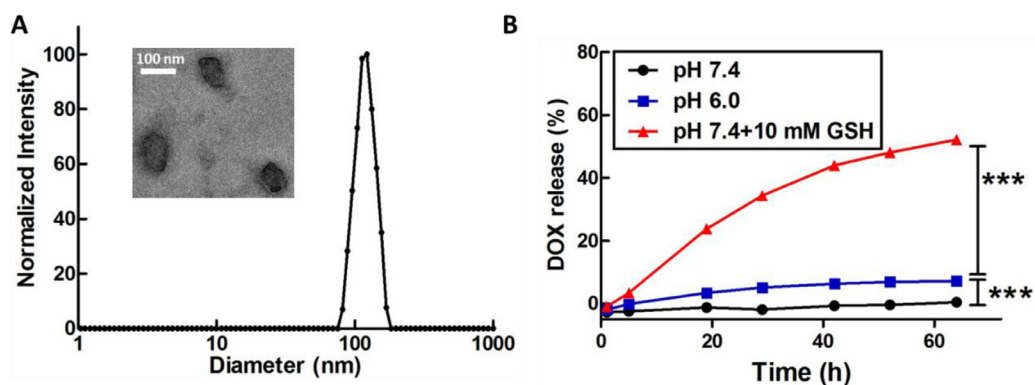 A
100 nm
Normalized Intensity
100
80
60
40
20
0
1
10
100
1000
Diameter (nm)
B
pH 7.4
pH 6.0
pH 7.4+10 mM GSH
DOX release (%)
80
60
40
20
0
0
20
40
60
Time (h)
***
***